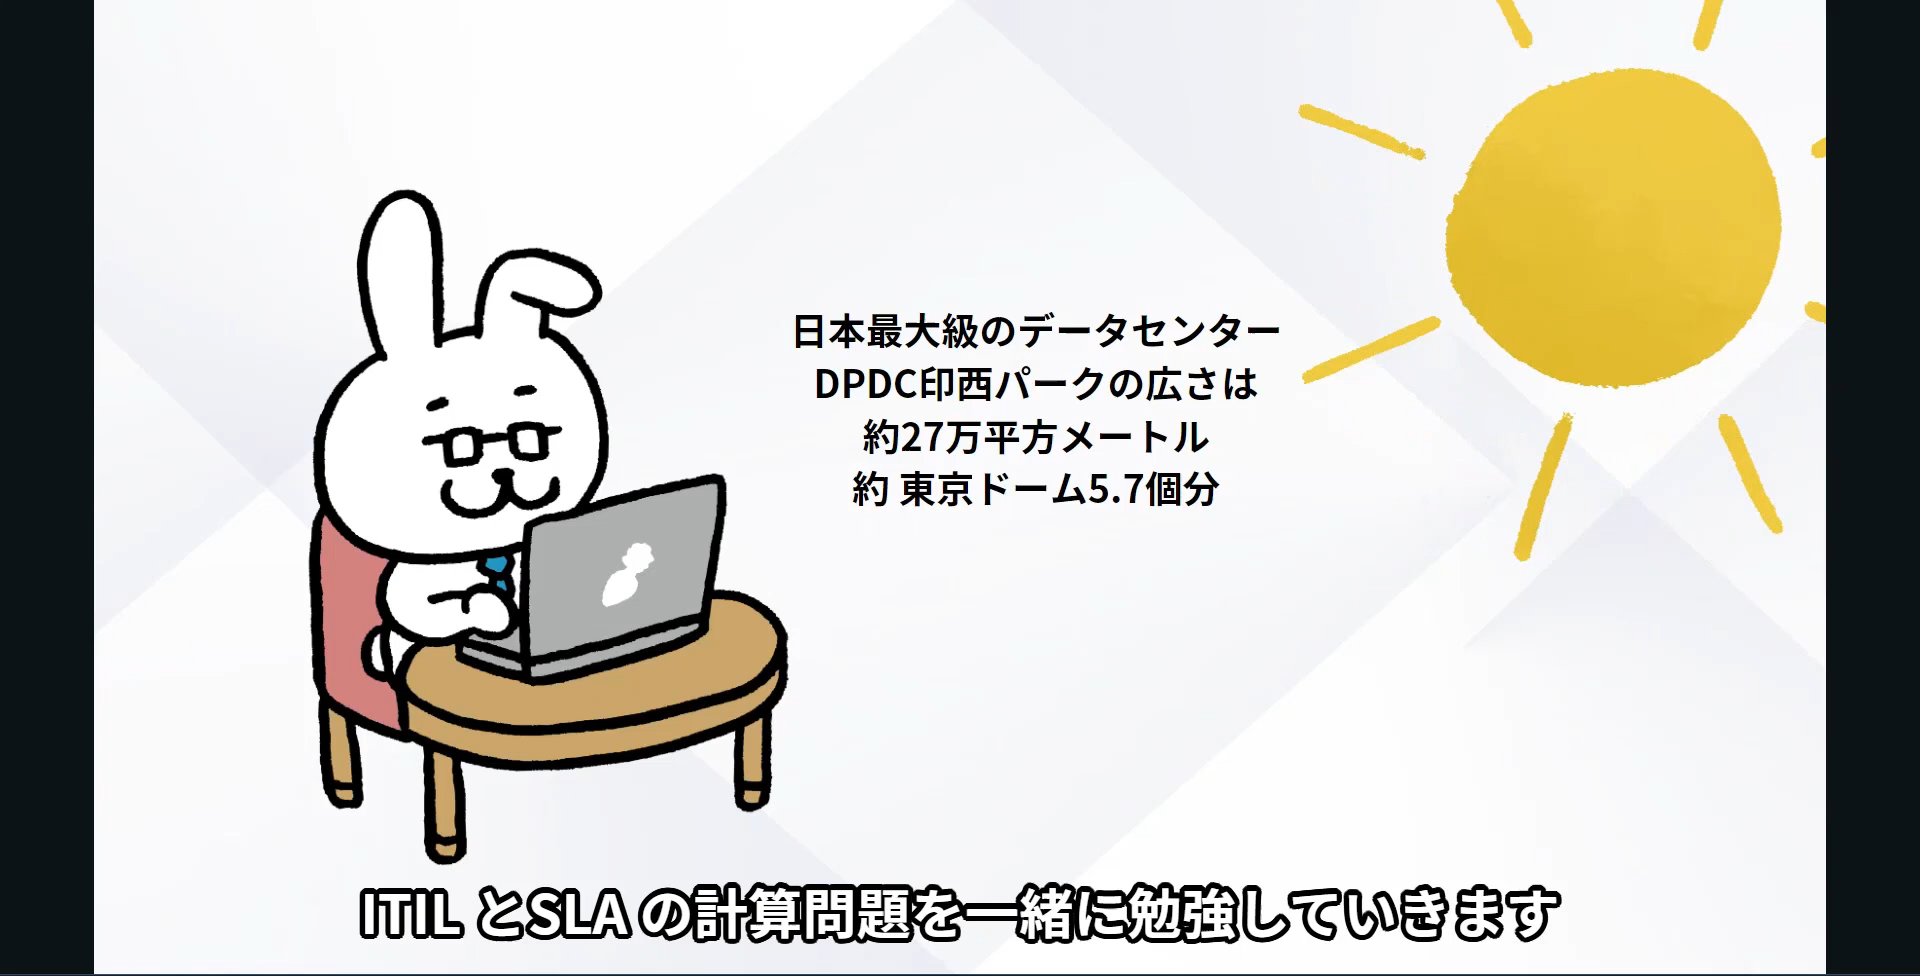 日本最大級のデータセンター
DPDC印西パークの広さは
約27万平方メートル
約 東京ドーム5.7個分
ITIL とSLA の計算問題を一緒に勉強していきます